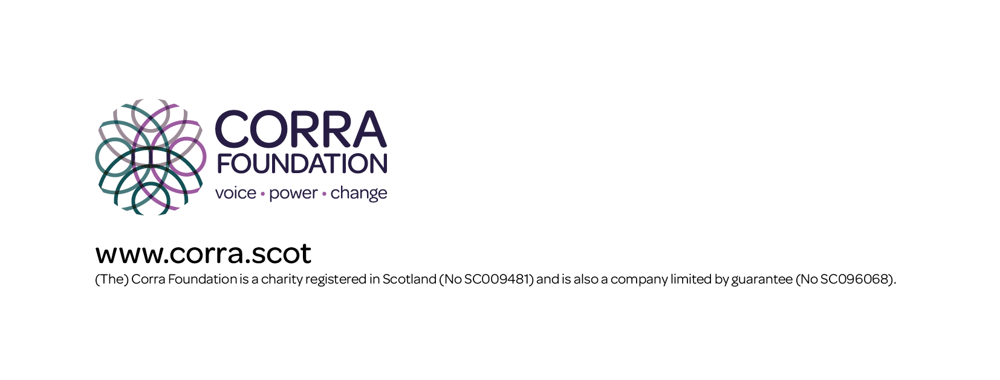 CORRA
FOUNDATION
voice • power • change
www.corra.scot
(The) Corra Foundation is a charity registered in Scotland (No SC009481) and is also a company limited by guarantee (No SC096068).